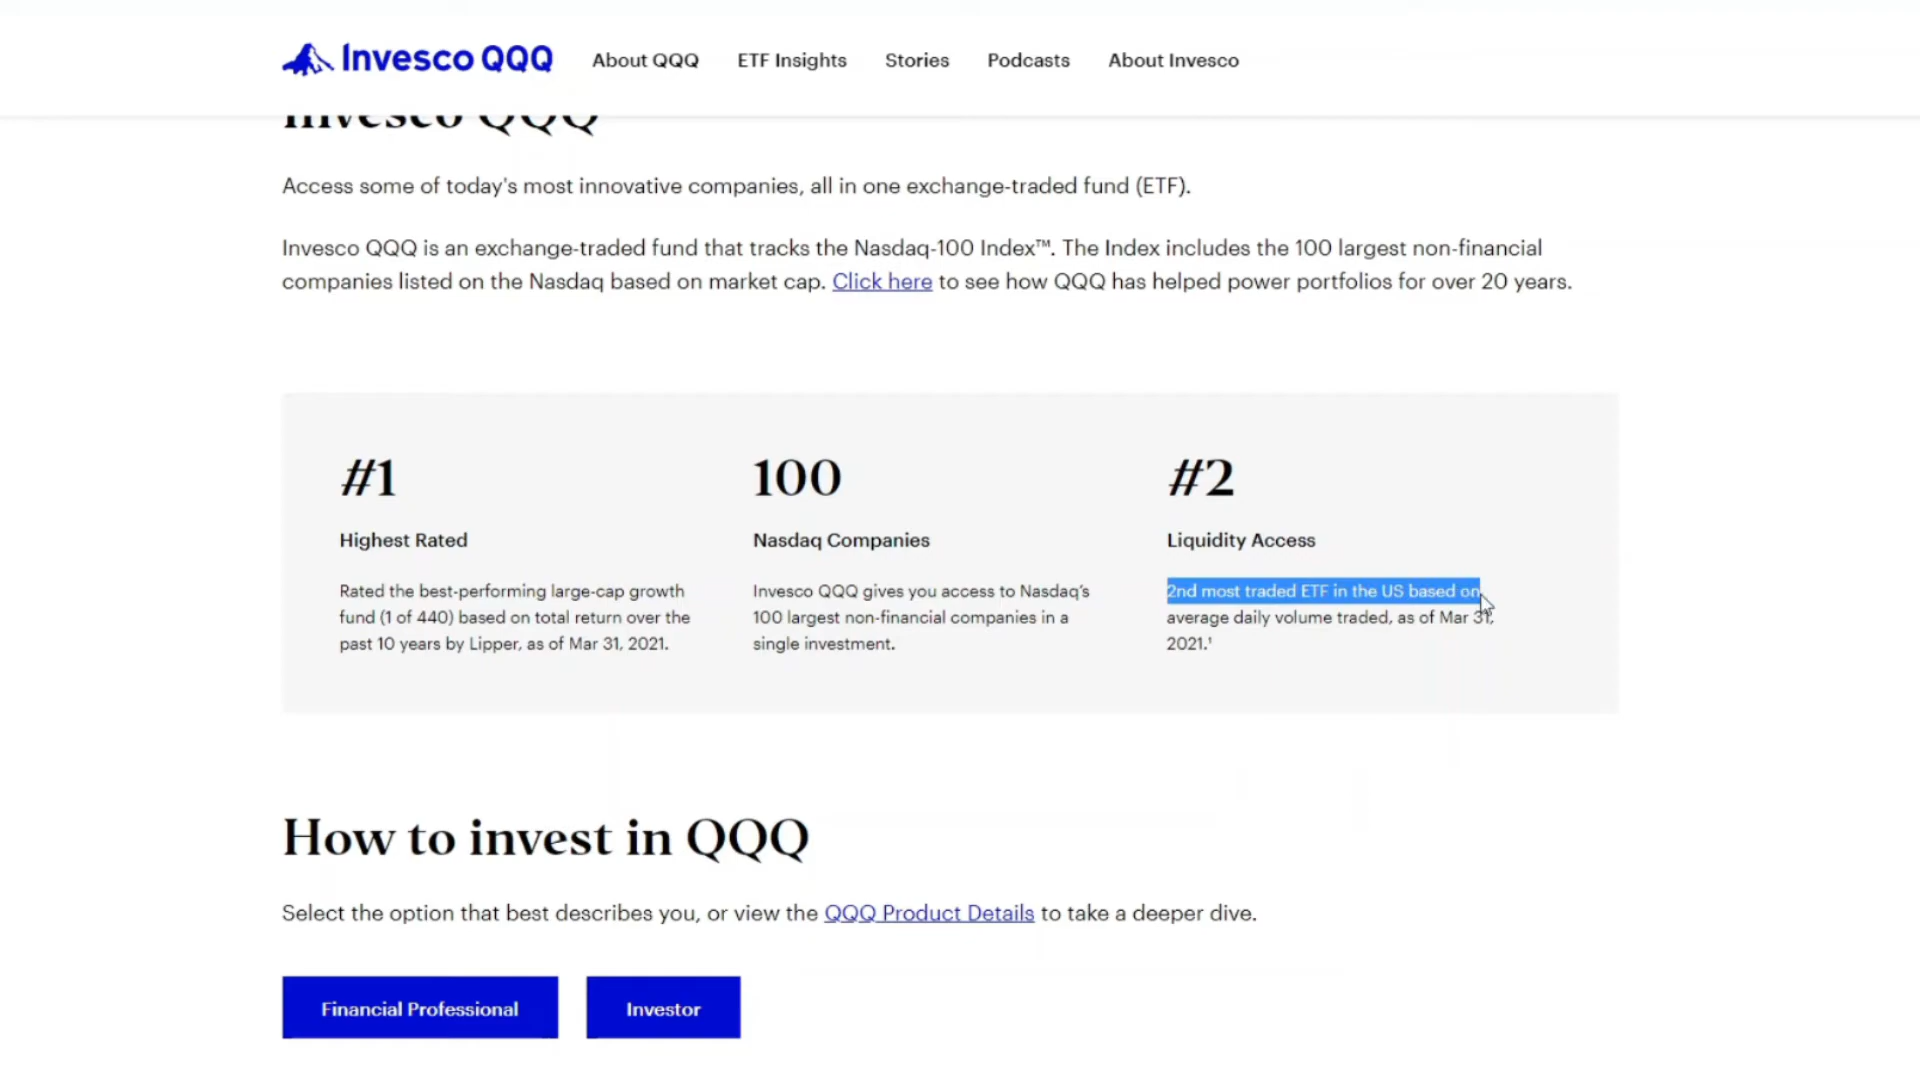 Invesco QQQ
About QQQ
ETF Insights
Stories
Podcasts
About Invesco
Invesco QQQ
Access some of today's most innovative companies, all in one exchange-traded fund (ETF).
Invesco QQQ is an exchange-traded fund that tracks the Nasdaq-100 Index™. The Index includes the 100 largest non-financial
companies listed on the Nasdaq based on market cap. Click here to see how QQQ has helped power portfolios for over 20 years.
#1
Highest Rated
Rated the best-performing large-cap growth
fund (1 of 440) based on total return over the
past 10 years by Lipper, as of Mar 31, 2021.
100
Nasdaq Companies
Invesco QQQ gives you access to Nasdaq’s
100 largest non-financial companies in a
single investment.
#2
Liquidity Access
2nd most traded ETF in the US based on
average daily volume traded, as of Mar 31,
2021.¹
How to invest in QQQ
Select the option that best describes you, or view the QQQ Product Details to take a deeper dive.
Financial Professional
Investor